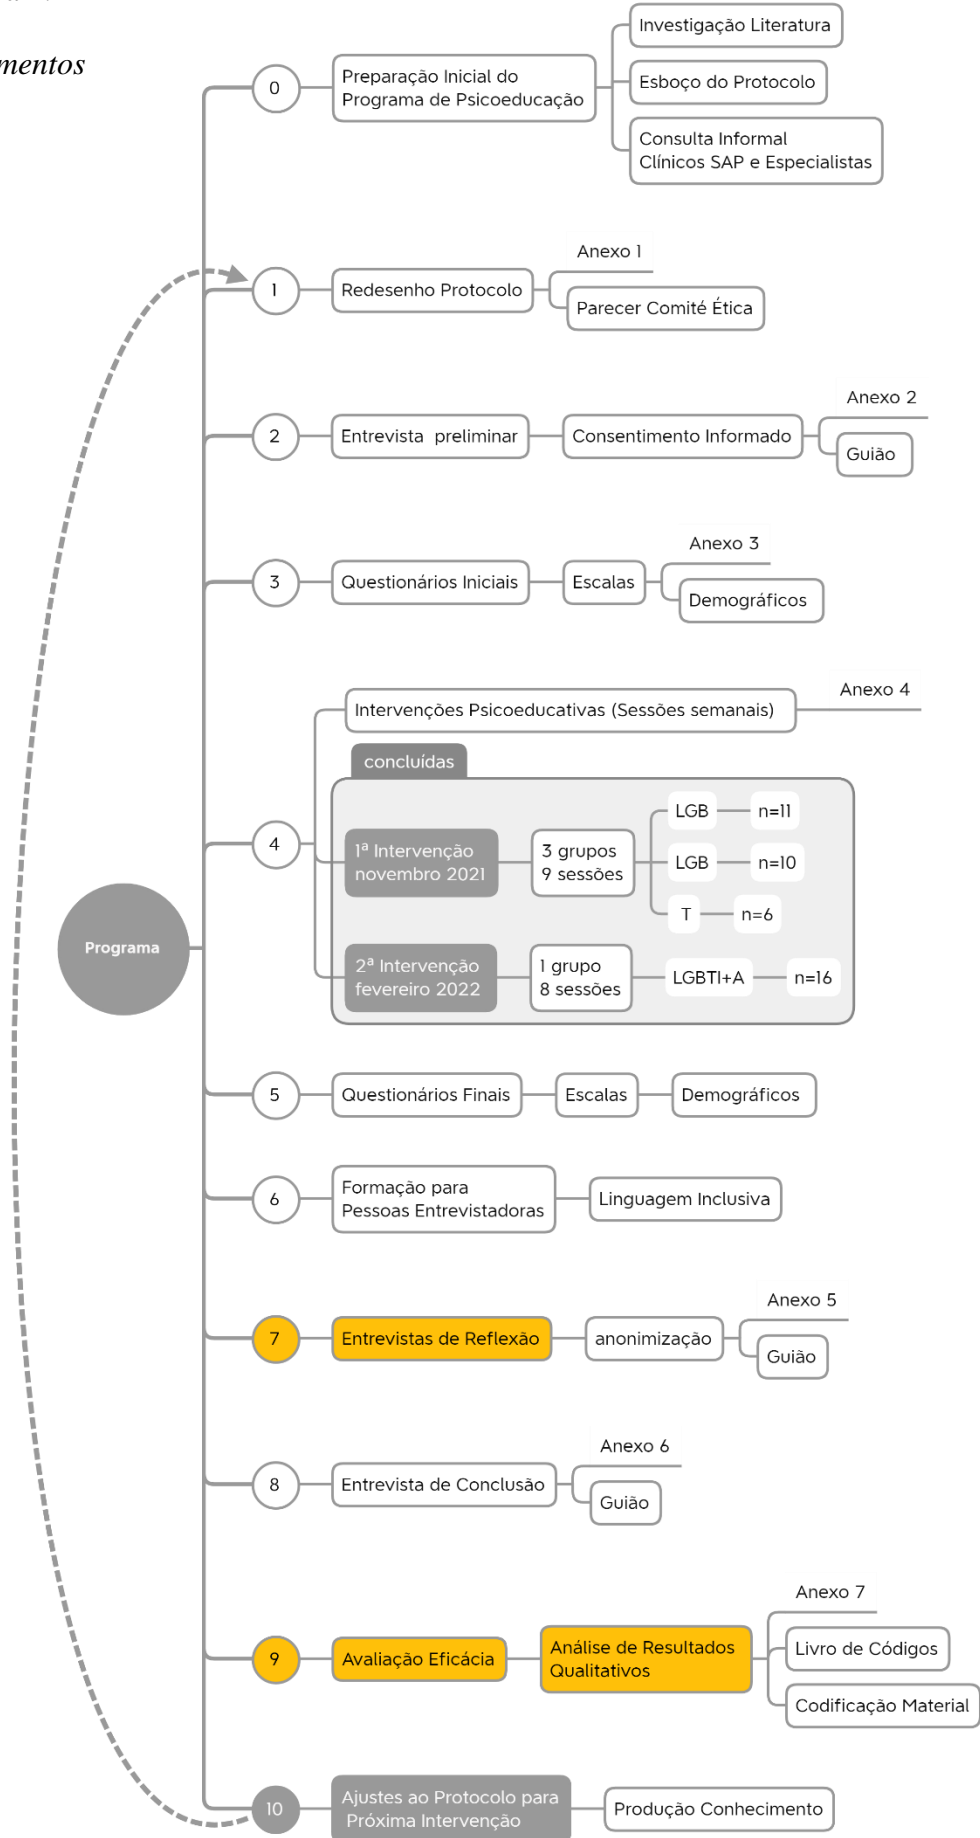 mentos
Investigação Literatura
0
Preparação Inicial do
Programa de Psicoeducação
Esboço do Protocolo
Consulta Informal
Clínicos SAP e Especialistas
Anexo 1
1
Redesenho Protocolo
Parecer Comité Ética
Anexo 2
2
Entrevista preliminar
Consentimento Informado
Guião
Anexo 3
3
Questionários Iniciais
Escalas
Demográficos
Anexo 4
Intervenções Psicoeducativas (Sessões semanais)
concluídas
4
1ª Intervenção
novembro 2021
3 grupos
9 sessões
LGB
n=11
LGB
n=10
T
n=6
Programa
2ª Intervenção
fevereiro 2022
1 grupo
8 sessões
LGBTI+A
n=16
5
Questionários Finais
Escalas
Demográficos
6
Formação para
Pessoas Entrevistadoras
Linguagem Inclusiva
Anexo 5
7
Entrevistas de Reflexão
anonimização
Guião
Anexo 6
8
Entrevista de Conclusão
Guião
Anexo 7
9
Avaliação Eficácia
Análise de Resultados
Qualitativos
Livro de Códigos
Codificação Material
10
Ajustes ao Protocolo para
Próxima Intervenção
Produção Conhecimento